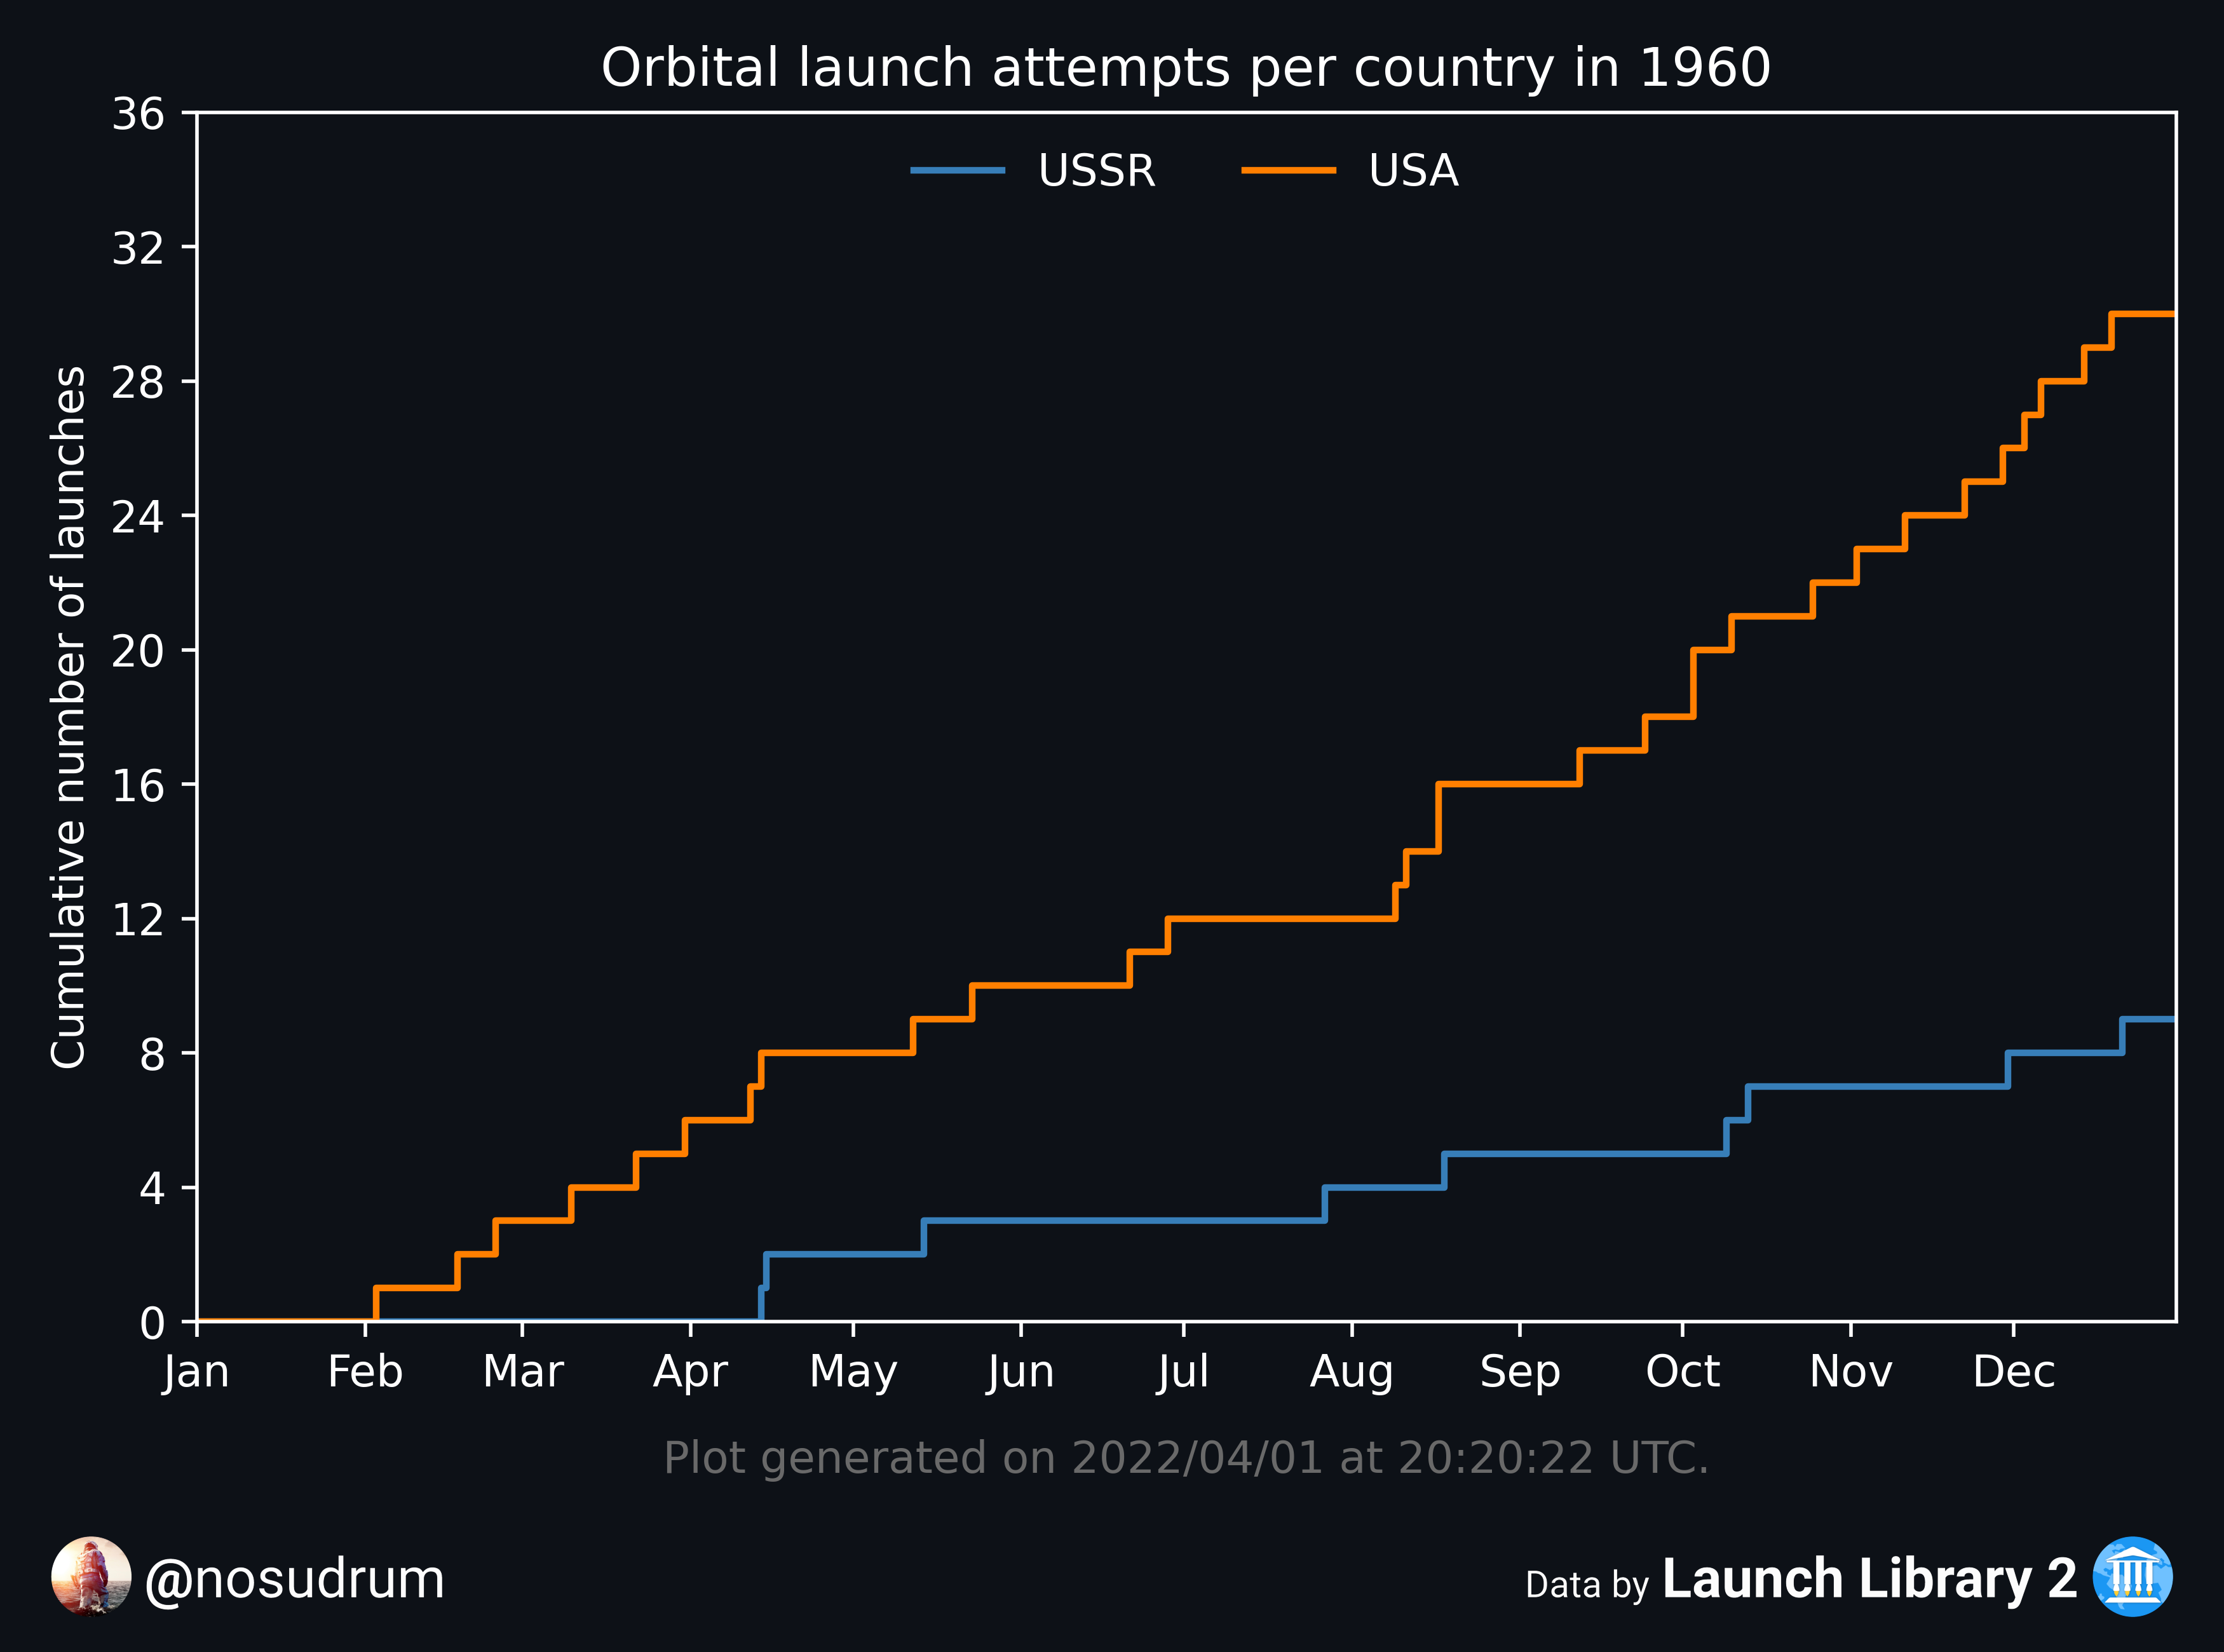 Orbital launch attempts per country in 1960
USSR
USA
Cumulative number of launches
36
32
28
24
20
16
12
8
4
0
Jan Feb Mar Apr May Jun Jul Aug Sep Oct Nov Dec
Plot generated on 2022/04/01 at 20:20:22 UTC.
@nosudrum
Data by Launch Library 2